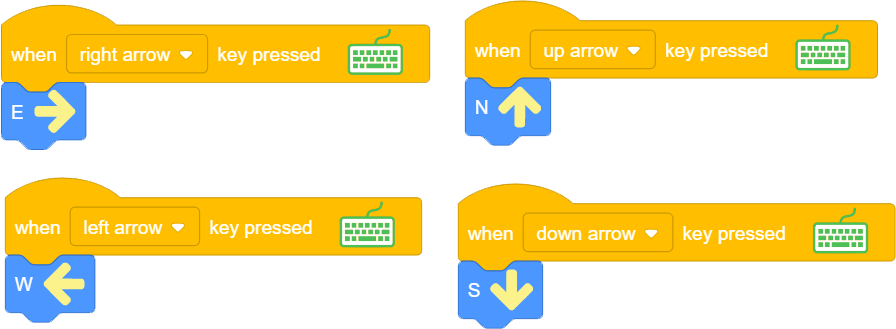 when right arrow key pressed
E
when up arrow key pressed
N
when left arrow key pressed
W
when down arrow key pressed
S